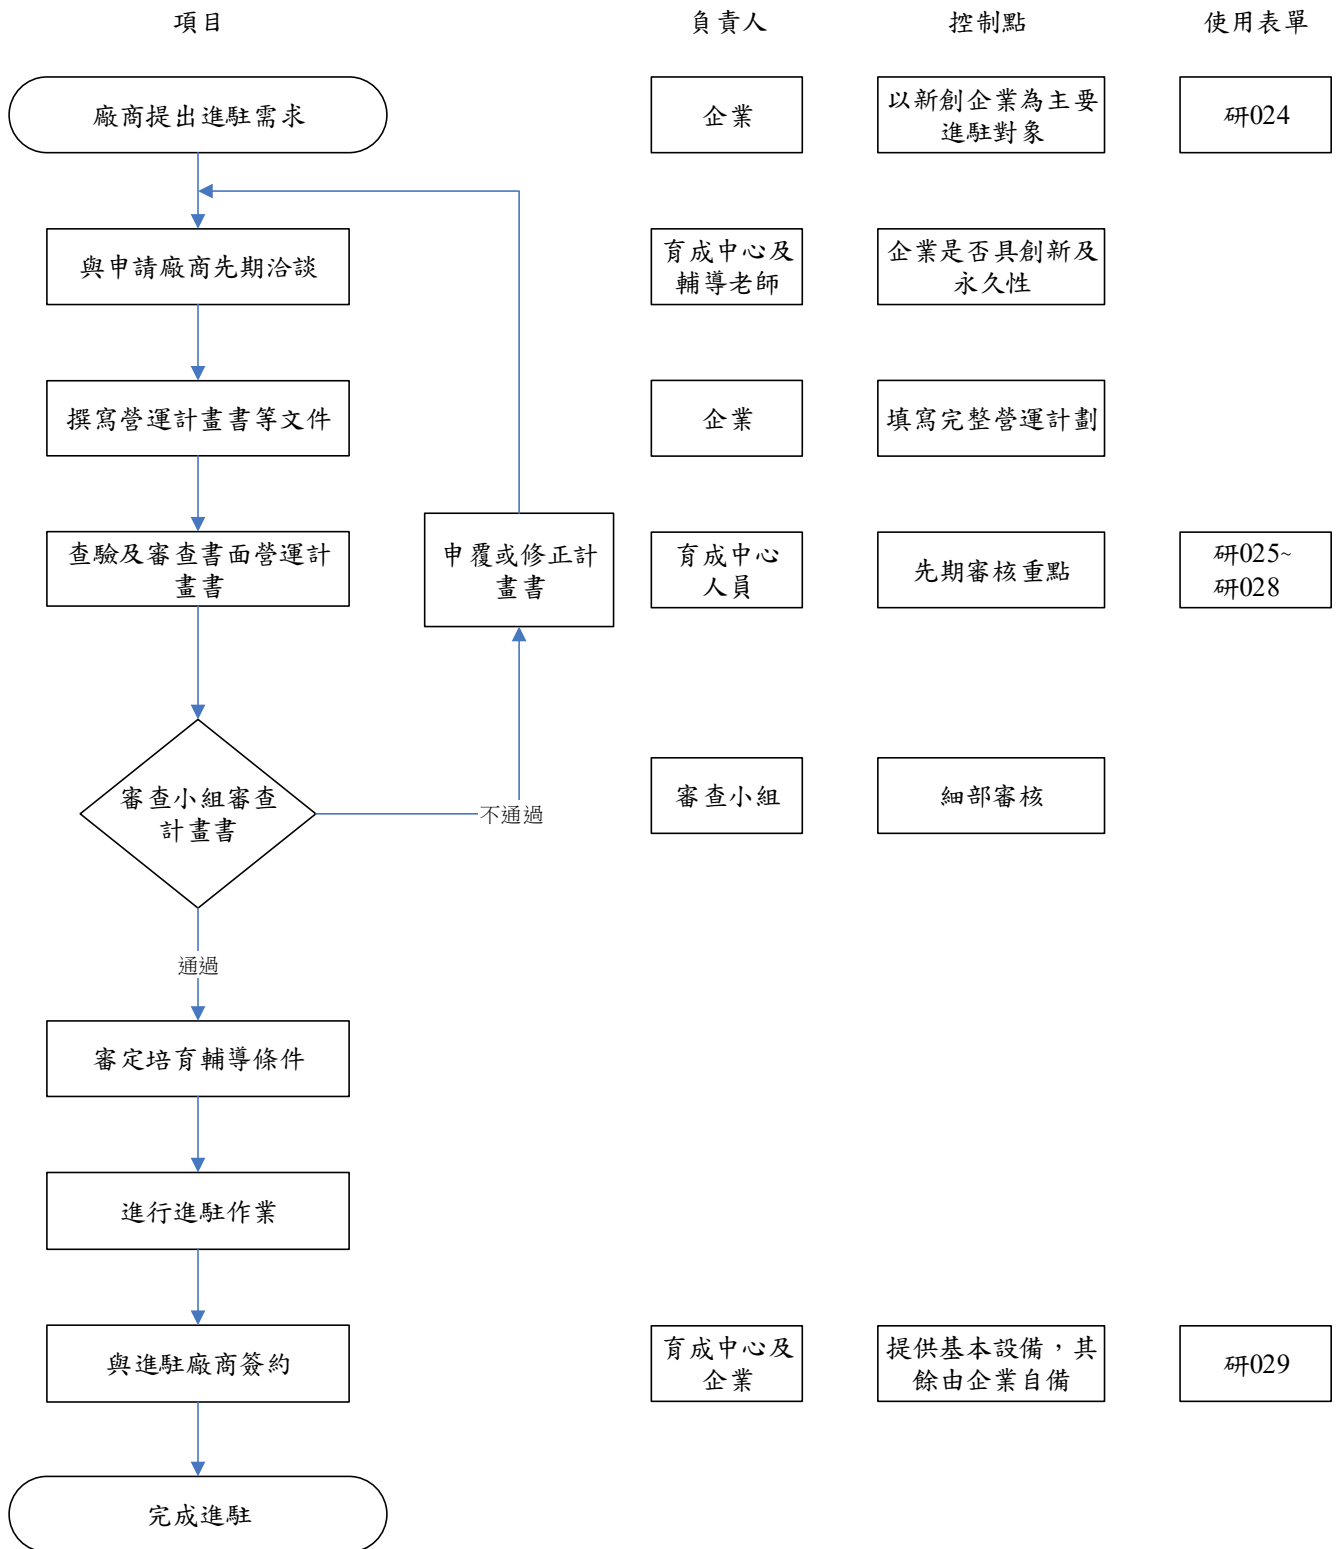 項目 負責人 控制點 使用表單
廠商提出進駐需求
企業
以新創企業為主要
進駐對象
研024
與申請廠商先期洽談
育成中心及
輔導老師
企業是否具創新及
永久性
撰寫營運計畫書等文件
企業
填寫完整營運計劃
查驗及審查書面營運計
畫書
申覆或修正計
畫書
育成中心
人員
先期審核重點
研025~
研028
審查小組審查
計畫書
不通過
審查小組
細部審核
通過
審定培育輔導條件
進行進駐作業
與進駐廠商簽約
育成中心及
企業
提供基本設備，其
餘由企業自備
研029
完成進駐